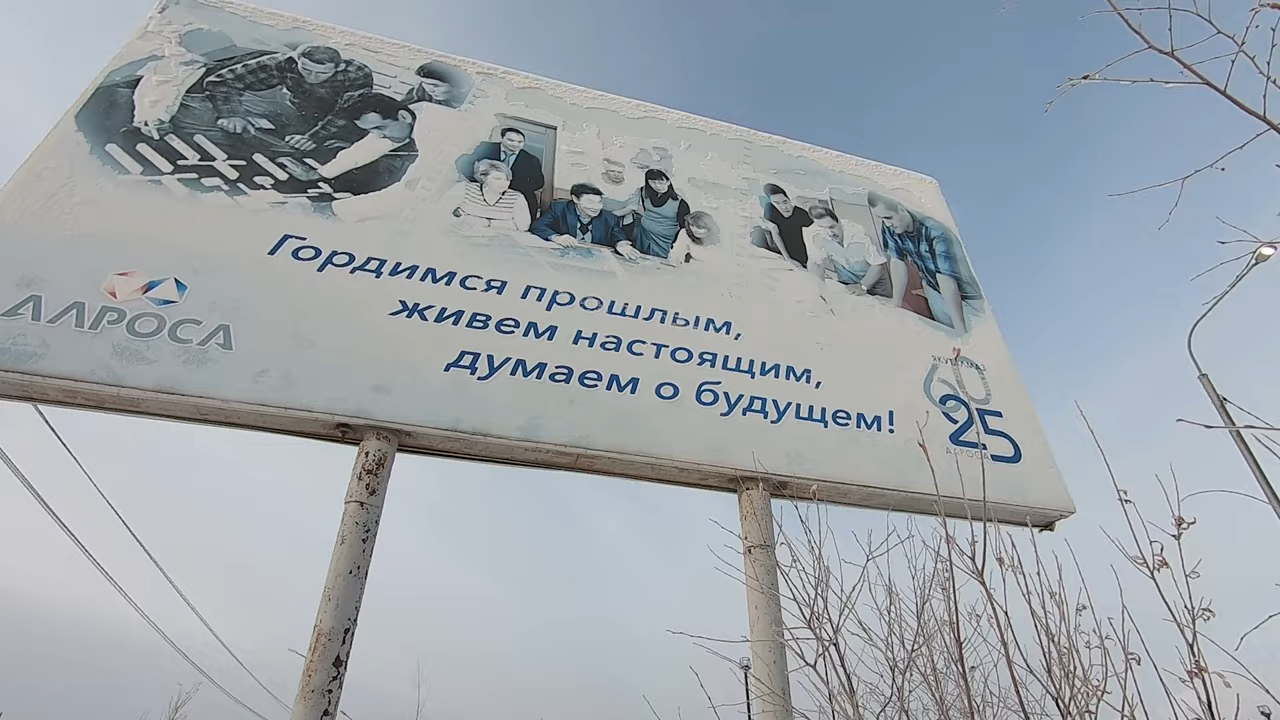 АЛРОСА
Гордимся прошлым,
живем настоящим,
думаем о будущем!
60
25
АЛРОСА